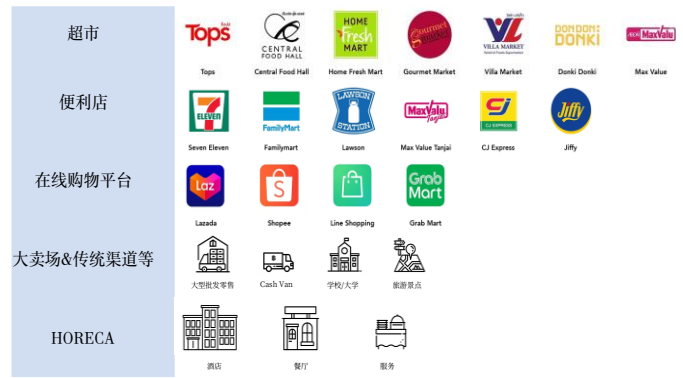 超市
Tops
CENTRAL
FOOD HALL
HOME
Fresh
MART
Gourmet
Market
VILLA MARKET
DON DON:
DONKI
MaxValu
Tops
Central Food Hall
Home Fresh Mart
Gourmet Market
Villa Market
Donki Donki
Max Value
便利店
ELEVEN
FamilyMart
LAWSON
STATION
MaxValu
Tanjai
CJ
CJ EXPRESS
Jiffy
Seven Eleven
Familymart
Lawson
Max Value Tanjai
CJ Express
Jiffy
在线购物平台
Laz
S
Grab
Mart
Lazada
Shopee
Line Shopping
Grab Mart
大卖场&传统渠道等
大型批发零售
Cash Van
学校/大学
旅游景点
HORECA
酒店
餐厅
服务